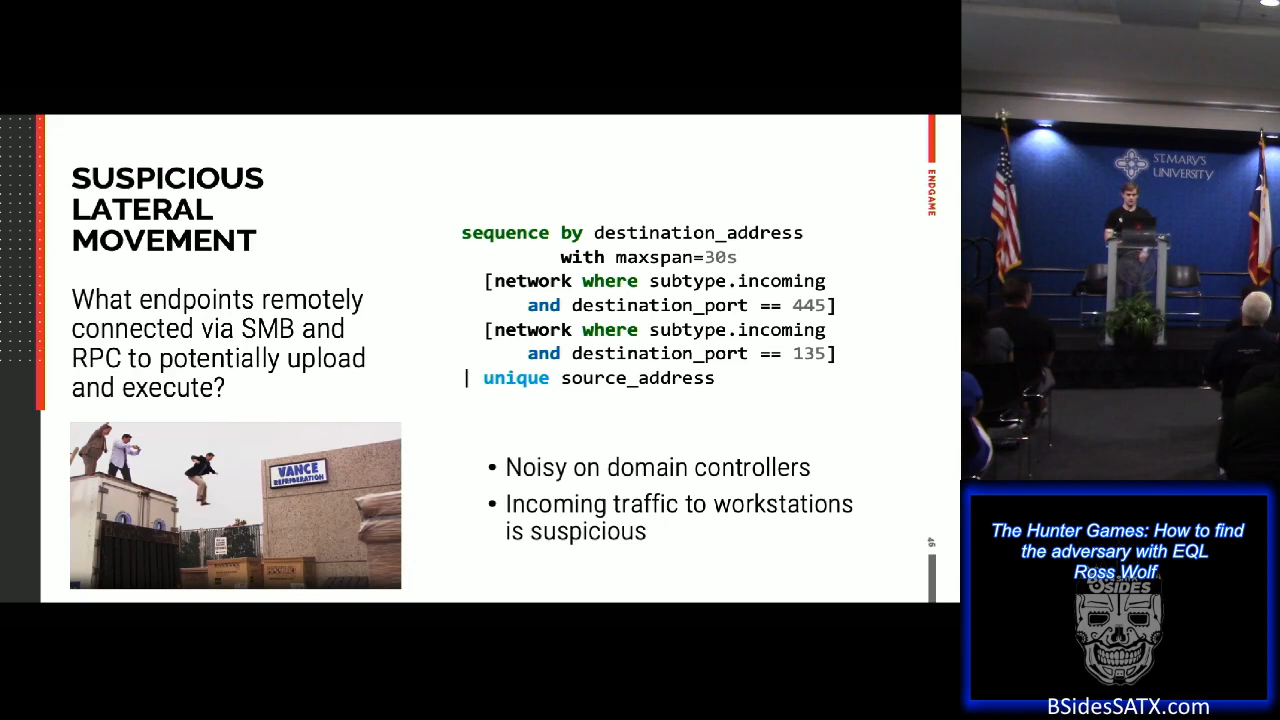 SUSPICIOUS
LATERAL
MOVEMENT
What endpoints remotely
connected via SMB and
RPC to potentially upload
and execute?
VANCE
REFRIGERATION
sequence by destination_address
with maxspan=30s
[network where subtype.incoming
and destination_port == 445]
[network where subtype.incoming
and destination_port == 135]
| unique source_address
• Noisy on domain controllers
• Incoming traffic to workstations
is suspicious
ENDGAME
46
ST. MARY'S
UNIVERSITY
The Hunter Games: How to find
the adversary with EQL
Ross Wolf
BSIDES
BSidesSATX.com